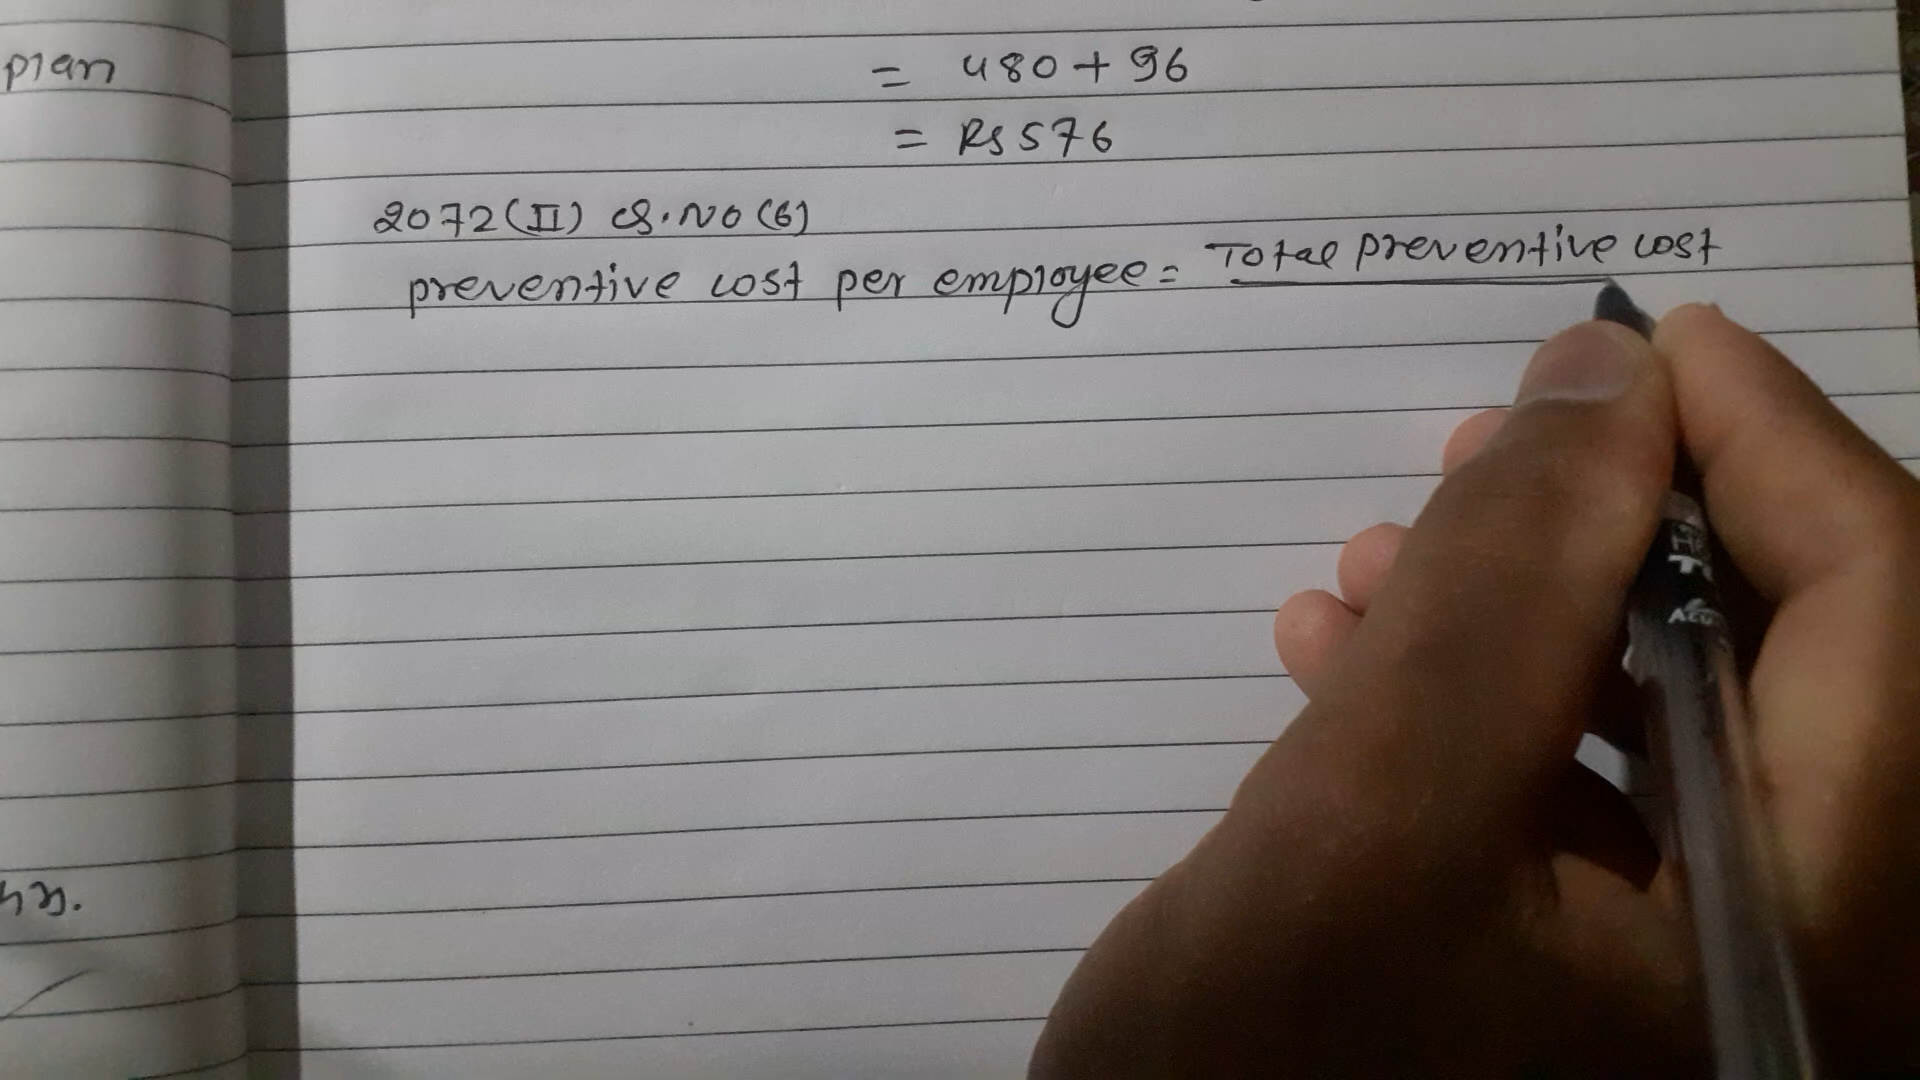 plan
= 480 + 96
= Rs 576
2072 (II) Q.NO (6)
preventive cost per employee = Total preventive cost